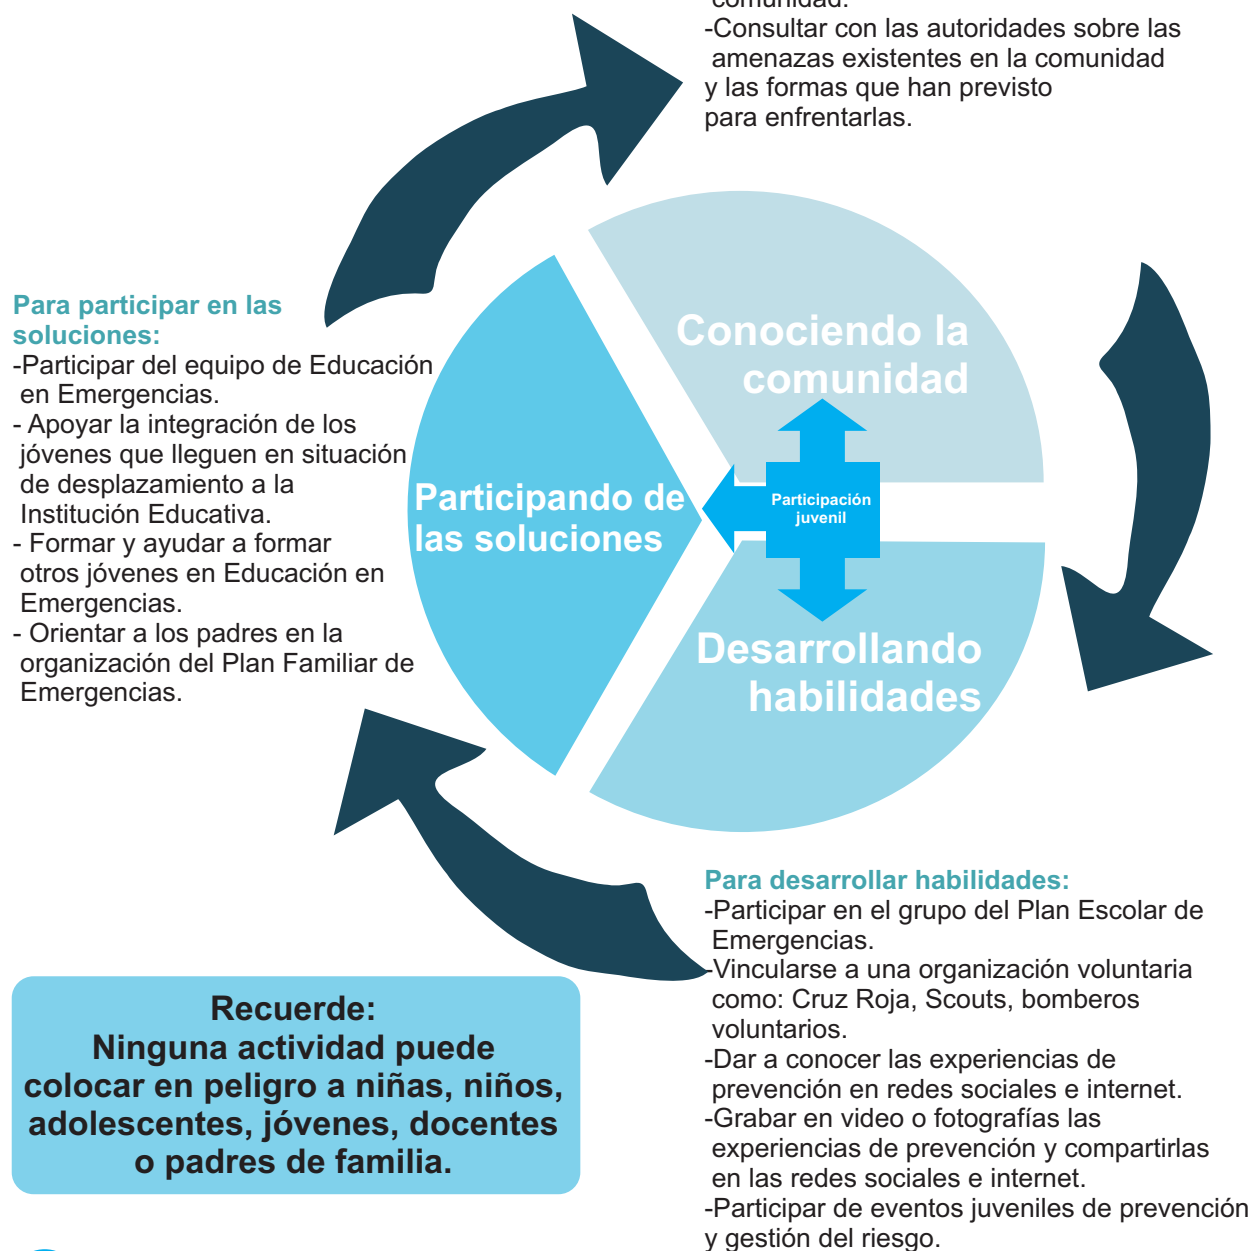 comunidad.
-Consultar con las autoridades sobre las
amenazas existentes en la comunidad
y las formas que han previsto
para enfrentarlas.
Conociendo la
comunidad
Participación
juvenil
Desarrollando
habilidades
Participando de
las soluciones
Para participar en las
soluciones:
-Participar del equipo de Educación
en Emergencias.
- Apoyar la integración de los
jóvenes que lleguen en situación
de desplazamiento a la
Institución Educativa.
- Formar y ayudar a formar
otros jóvenes en Educación en
Emergencias.
- Orientar a los padres en la
organización del Plan Familiar de
Emergencias.
Para desarrollar habilidades:
-Participar en el grupo del Plan Escolar de
Emergencias.
-Vincularse a una organización voluntaria
como: Cruz Roja, Scouts, bomberos
voluntarios.
-Dar a conocer las experiencias de
prevención en redes sociales e internet.
-Grabar en video o fotografías las
experiencias de prevención y compartirlas
en las redes sociales e internet.
-Participar de eventos juveniles de prevención
y gestión del riesgo.
Recuerde:
Ninguna actividad puede
colocar en peligro a niñas, niños,
adolescentes, jóvenes, docentes
o padres de familia.